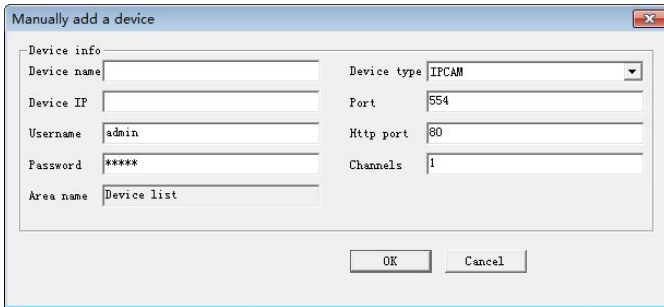 Manually add a device
Device info
Device name Device type IPCAM
Device IP Port 554
Username admin Http port 80
Password ***** Channels 1
Area name Device list
OK Cancel